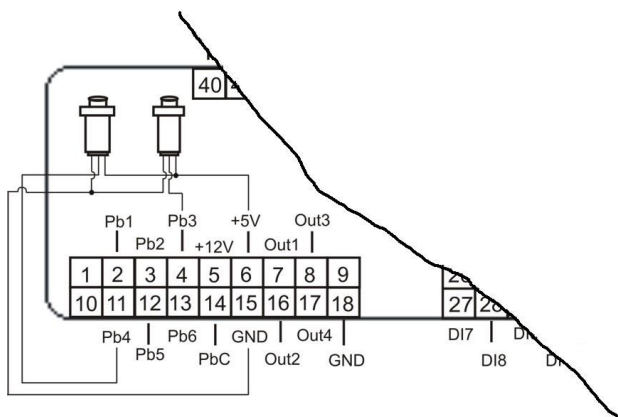 40
Pb1 Pb3 +5V Out3
Pb2 +12V Out1
1 2 3 4 5 6 7 8 9
10 11 12 13 14 15 16 17 18
27 28
Pb4 Pb6 GND Out4 DI7
Pb5 PbC Out2 GND DI8